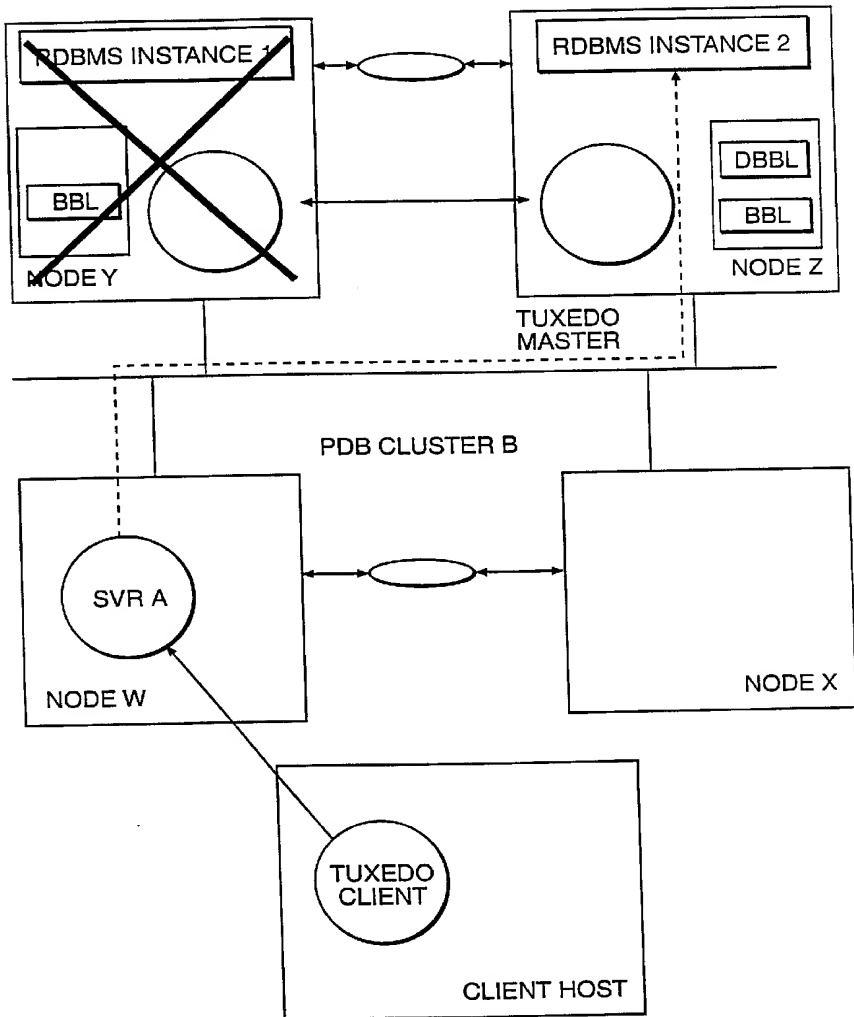 RDBMS INSTANCE 1
RDBMS INSTANCE 2
BBL
DBBL
BBL
NODE Y
NODE Z
TUXEDO
MASTER
PDB CLUSTER B
SVR A
NODE W
NODE X
TUXEDO
CLIENT
CLIENT HOST